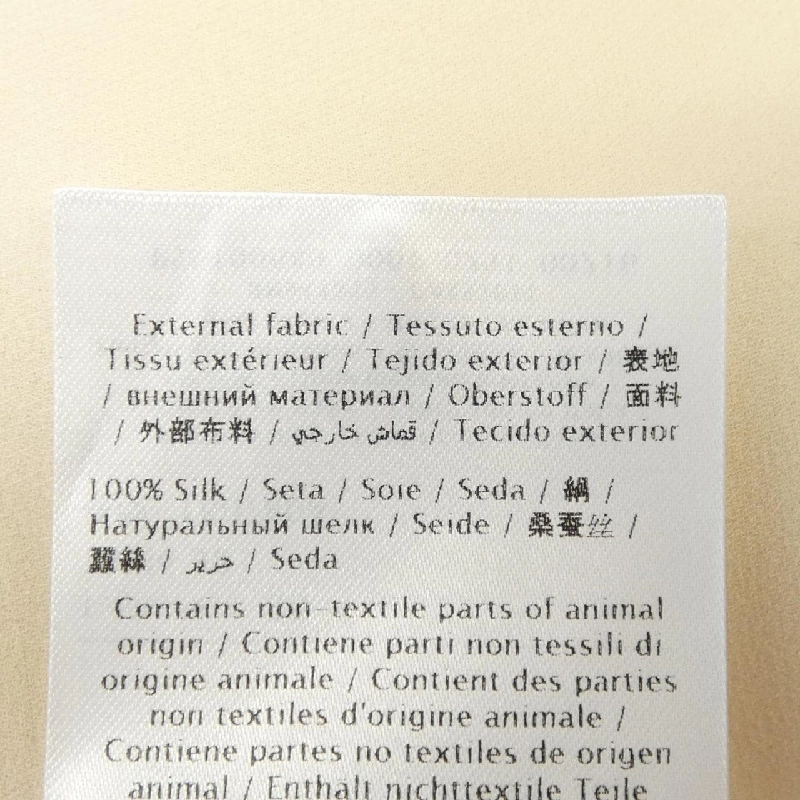 External fabric / Tessuto esterno /
Tissu extérieur / Tejido exterior / 表地
/ внешний материал / Oberstoff / 面料
/ 外部布料 / قماش خارجي / Tecido exterior
100% Silk / Seta / Soie / Seda / 絹 /
Натуральный шелк / Seide / 桑蚕丝 /
蠶絲 / حرير / Seda
Contains non-textile parts of animal
origin / Contiene parti non tessili di
origine animale / Contient des parties
non textiles d'origine animale /
Contiene partes no textiles de origen
animal / Enthält nichttextile Teile